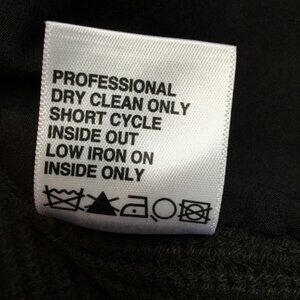 PROFESSIONAL
DRY CLEAN ONLY
SHORT CYCLE
INSIDE OUT
LOW IRON ON
INSIDE ONLY